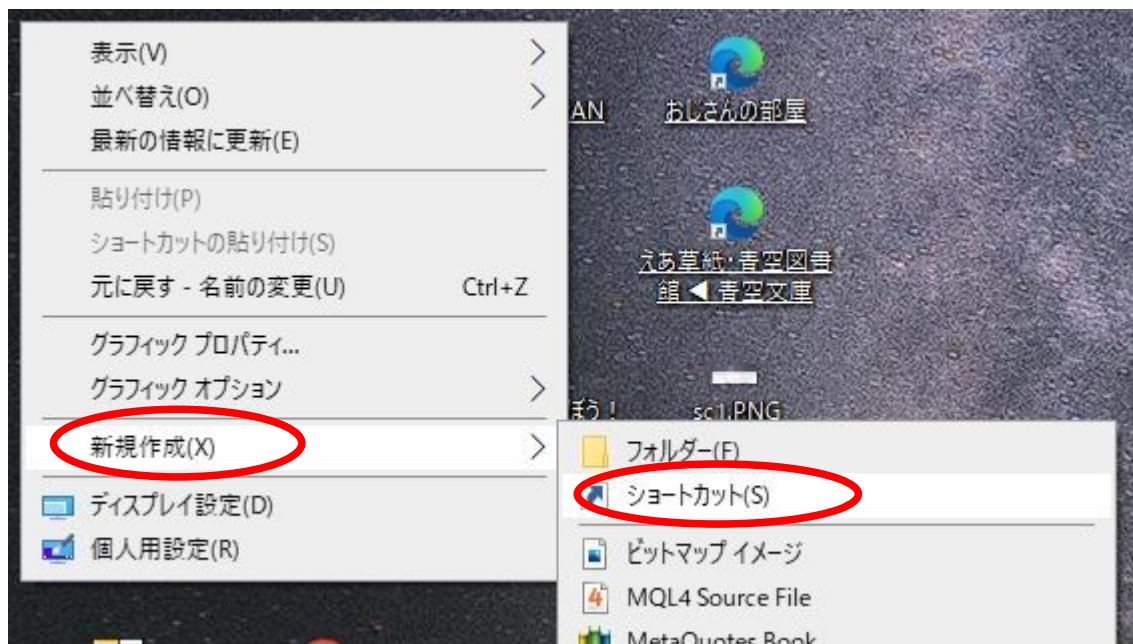 表示(V)
並べ替え(O)
最新の情報に更新(E)
貼り付け(P)
ショートカットの貼り付け(S)
元に戻す - 名前の変更(U) Ctrl+Z
グラフィック プロパティ...
グラフィック オプション
新規作成(X)
ディスプレイ設定(D)
個人用設定(R)
AN
おじさんの部屋
えあ草紙・青空図書
館 ◀ 青空文庫
ぼう!
sc1.PNG
フォルダー(F)
ショートカット(S)
ビットマップ イメージ
MQL4 Source File
MetaQuotes Book